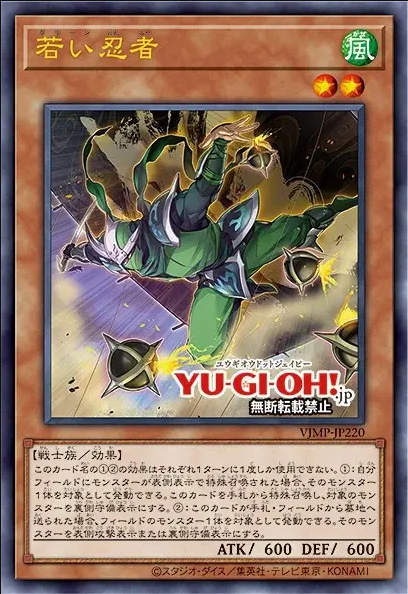 若い忍者
風
【戦士族/効果】
このカード名の①②の効果はそれぞれ1ターンに1度しか使用できない。①:自分
フィールドにモンスターが表側表示で特殊召喚された場合、そのモンスター
1体を対象として発動できる。このカードを手札から特殊召喚し、対象のモン
スターを裏側守備表示にする。②:このカードが手札・フィールドから墓地へ
送られた場合、フィールドのモンスター1体を対象として発動できる。そのモ
ンスターを表側攻撃表示または裏側守備表示にする。
ユウギオウドットジェイピー
YU-GI-OH!.jp
無断転載禁止
VJMP-JP220
ATK/ 600 DEF/ 600
©スタジオ・ダイス/集英社・テレビ東京・KONAMI